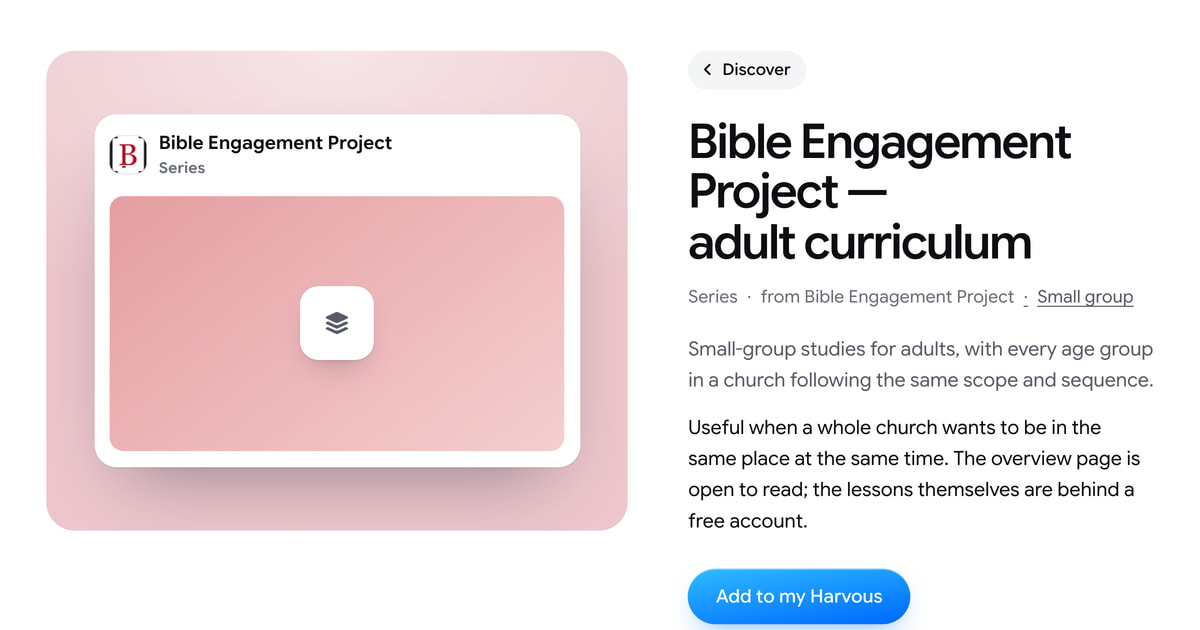 B
Bible Engagement Project
Series
Discover
Bible Engagement
Project —
adult curriculum
Series · from Bible Engagement Project · Small group
Small-group studies for adults, with every age group
in a church following the same scope and sequence.
Useful when a whole church wants to be in the
same place at the same time. The overview page is
open to read; the lessons themselves are behind a
free account.
Add to my Harvous